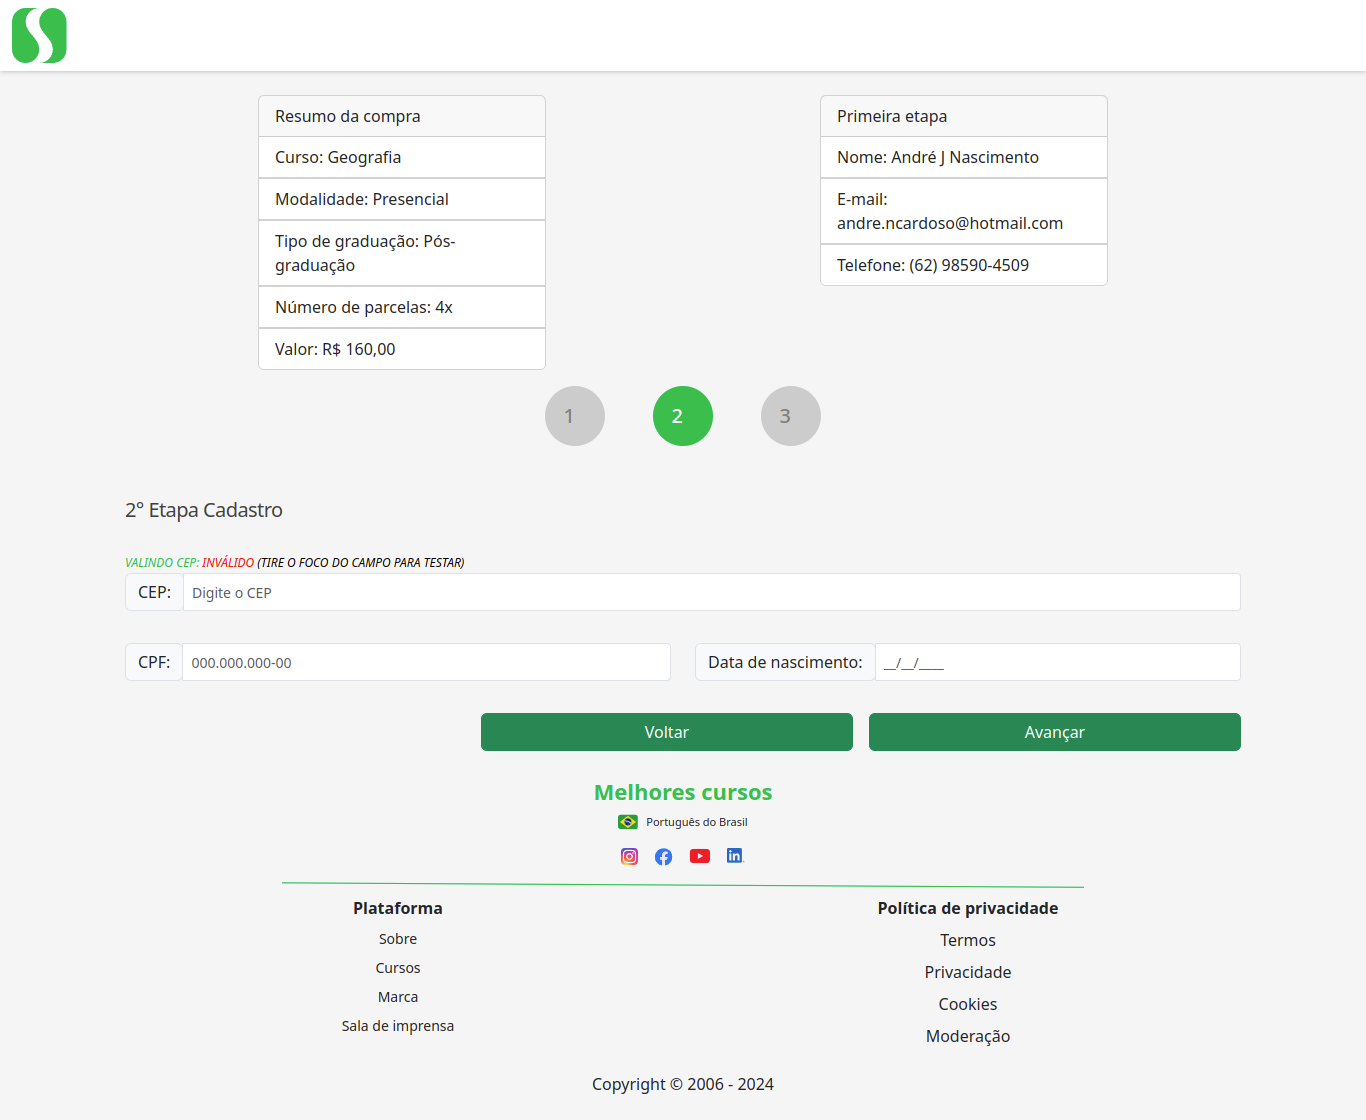 Resumo da compra
Curso: Geografia
Modalidade: Presencial
Tipo de graduação: Pós-
graduação
Número de parcelas: 4x
Valor: R$ 160,00
Primeira etapa
Nome: André J Nascimento
E-mail:
andre.ncardoso@hotmail.com
Telefone: (62) 98590-4509
1
2
3
2° Etapa Cadastro
VALINDO CEP: INVÁLIDO (TIRE O FOCO DO CAMPO PARA TESTAR)
CEP: Digite o CEP
CPF: 000.000.000-00
Data de nascimento: __/__/____
Voltar
Avançar
Melhores cursos
Português do Brasil
Plataforma
Sobre
Cursos
Marca
Sala de imprensa
Política de privacidade
Termos
Privacidade
Cookies
Moderação
Copyright © 2006 - 2024